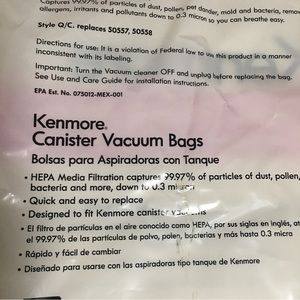 Captures 99.97% of particles of dust, pollen, pet dander, mold and bacteria, remov
allergens, irritants and pollutants down to 0.3 micron so you can breathe easy.
Style Q/C. replaces 50557, 50558
Directions for use: It is a violation of Federal law to use this product in a manner
inconsistent with its labeling.
Important: Turn the Vacuum cleaner OFF and unplug before replacing the bag.
See Use and Care Guide for installation instructions.
EPA Est. No. 075012-MEX-001
Kenmore®
Canister Vacuum Bags
Bolsas para Aspiradoras con Tanque
• HEPA Media Filtration captures 99.97% of particles of dust, pollen,
bacteria and more, down to 0.3 micron
• Quick and easy to replace
• Designed to fit Kenmore canister vacuums
• El filtro de partículas en el aire conocido como HEPA, por sus siglas en inglés, at
el 99.97% de las partículas de polvo, polen, bacterias y más hasta 0.3 micra
• Rápido y fácil de cambiar
• Diseñado para usarse con las aspiradoras tipo tanque de Kenmore